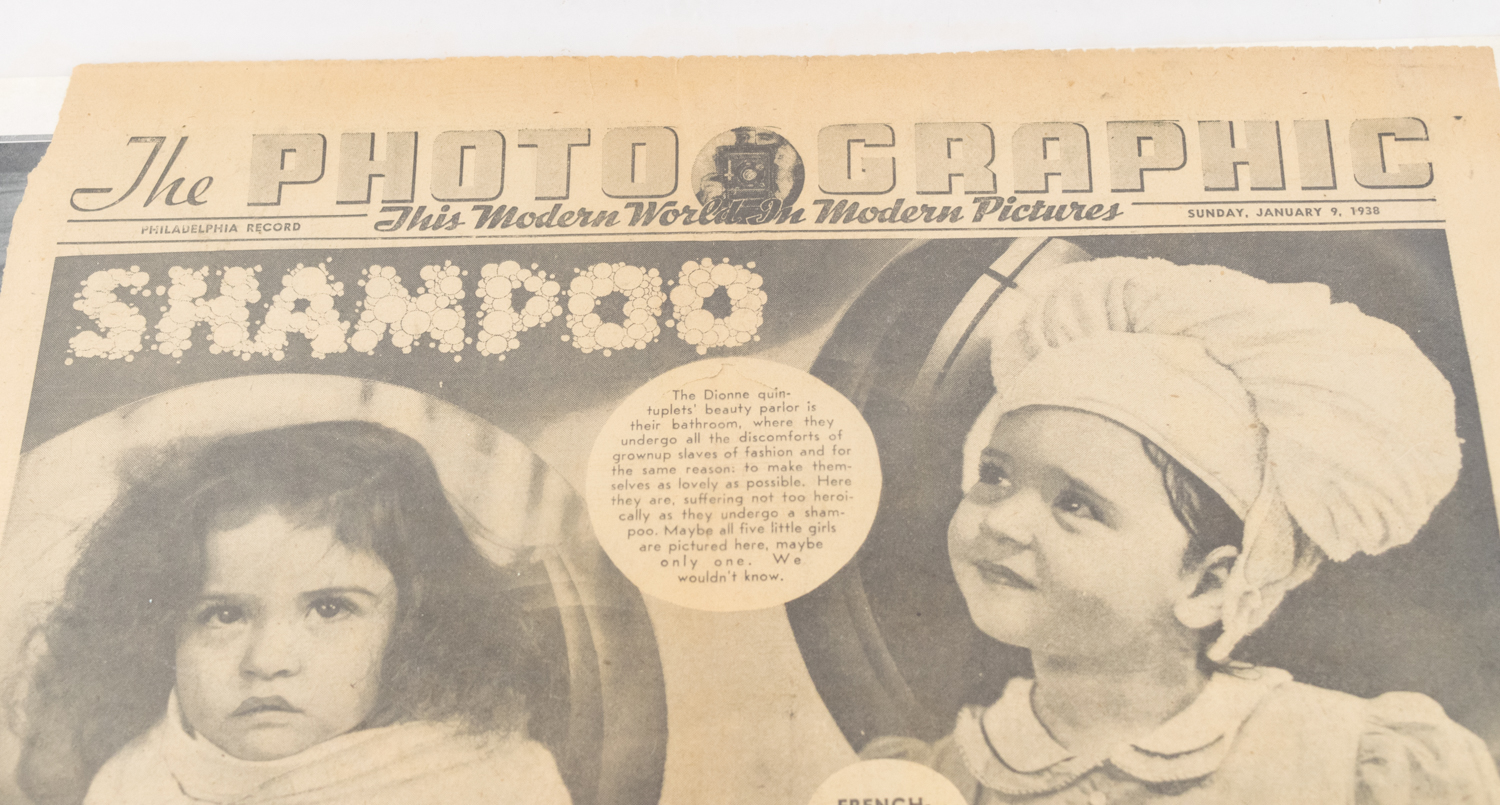 The PHOTOGRAPHIC
This Modern World In Modern Pictures
PHILADELPHIA RECORD
SUNDAY, JANUARY 9, 1938
SHAMPOO
The Dionne quin-
tuplets' beauty parlor is
their bathroom, where they
undergo all the discomforts of
grownup slaves of fashion and for
the same reason: to make them-
selves as lovely as possible. Here
they are, suffering not too heroi-
cally as they undergo a sham-
poo. Maybe all five little girls
are pictured here, maybe
only one. We
wouldn't know.
FRENCH-